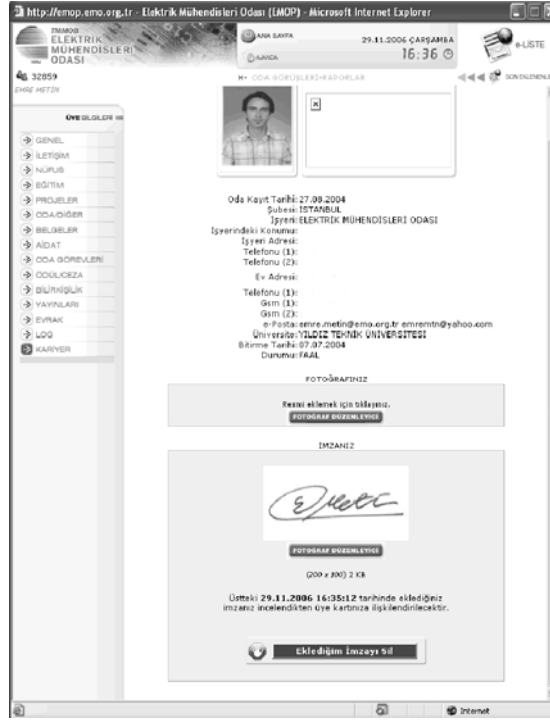 http://emop.emo.org.tr - Elektrik Mühendisleri Odası (EMOP) - Microsoft Internet Explorer
TMMOB
ELEKTRİK
MÜHENDİSLERİ
ODASI
ANA SAYFA
29.11.2006 ÇARŞAMBA
16:36
e-LİSTE
32859
EMRE METİN
ODA GÖRÜŞLERİ-RAPORLAR
ÜYE BİLGİLERİ
GENEL
İLETİŞİM
NÜFUS
EĞİTİM
PROJELER
ODA/DİĞER
BELGELER
AİDAT
ODA GÖREVLERİ
ÖDÜL/CEZA
BİLİRKİŞİLİK
YAYINLARI
EVRAK
LOG
KARİYER
Oda Kayıt Tarihi: 27.08.2004
Şubesi: İSTANBUL
İşyeri: ELEKTRİK MÜHENDİSLERİ ODASI
İşyerindeki Konumu:
İşyeri Adresi:
Telefonu (1):
Telefonu (2):
Ev Adresi:
Telefonu (1):
Gsm (1):
Gsm (2):
e-Posta: emre.metin@emo.org.tr emremtn@yahoo.com
Üniversite: YILDIZ TEKNİK ÜNİVERSİTESİ
Bitirme Tarihi: 07.07.2004
Durumu: FAAL
FOTOĞRAFINIZ
Resmi eklemek için tıklayınız.
FOTOĞRAF DÜZENLEYİCİ
İMZANIZ
FOTOĞRAF DÜZENLEYİCİ
(200 x 100) 2 KB
Üstteki 29.11.2006 16:35:12 tarihinde eklediğiniz
imzanız incelendikten üye kartınıza ilişkilendirilecektir.
Eklediğim İmzayı Sil
Internet